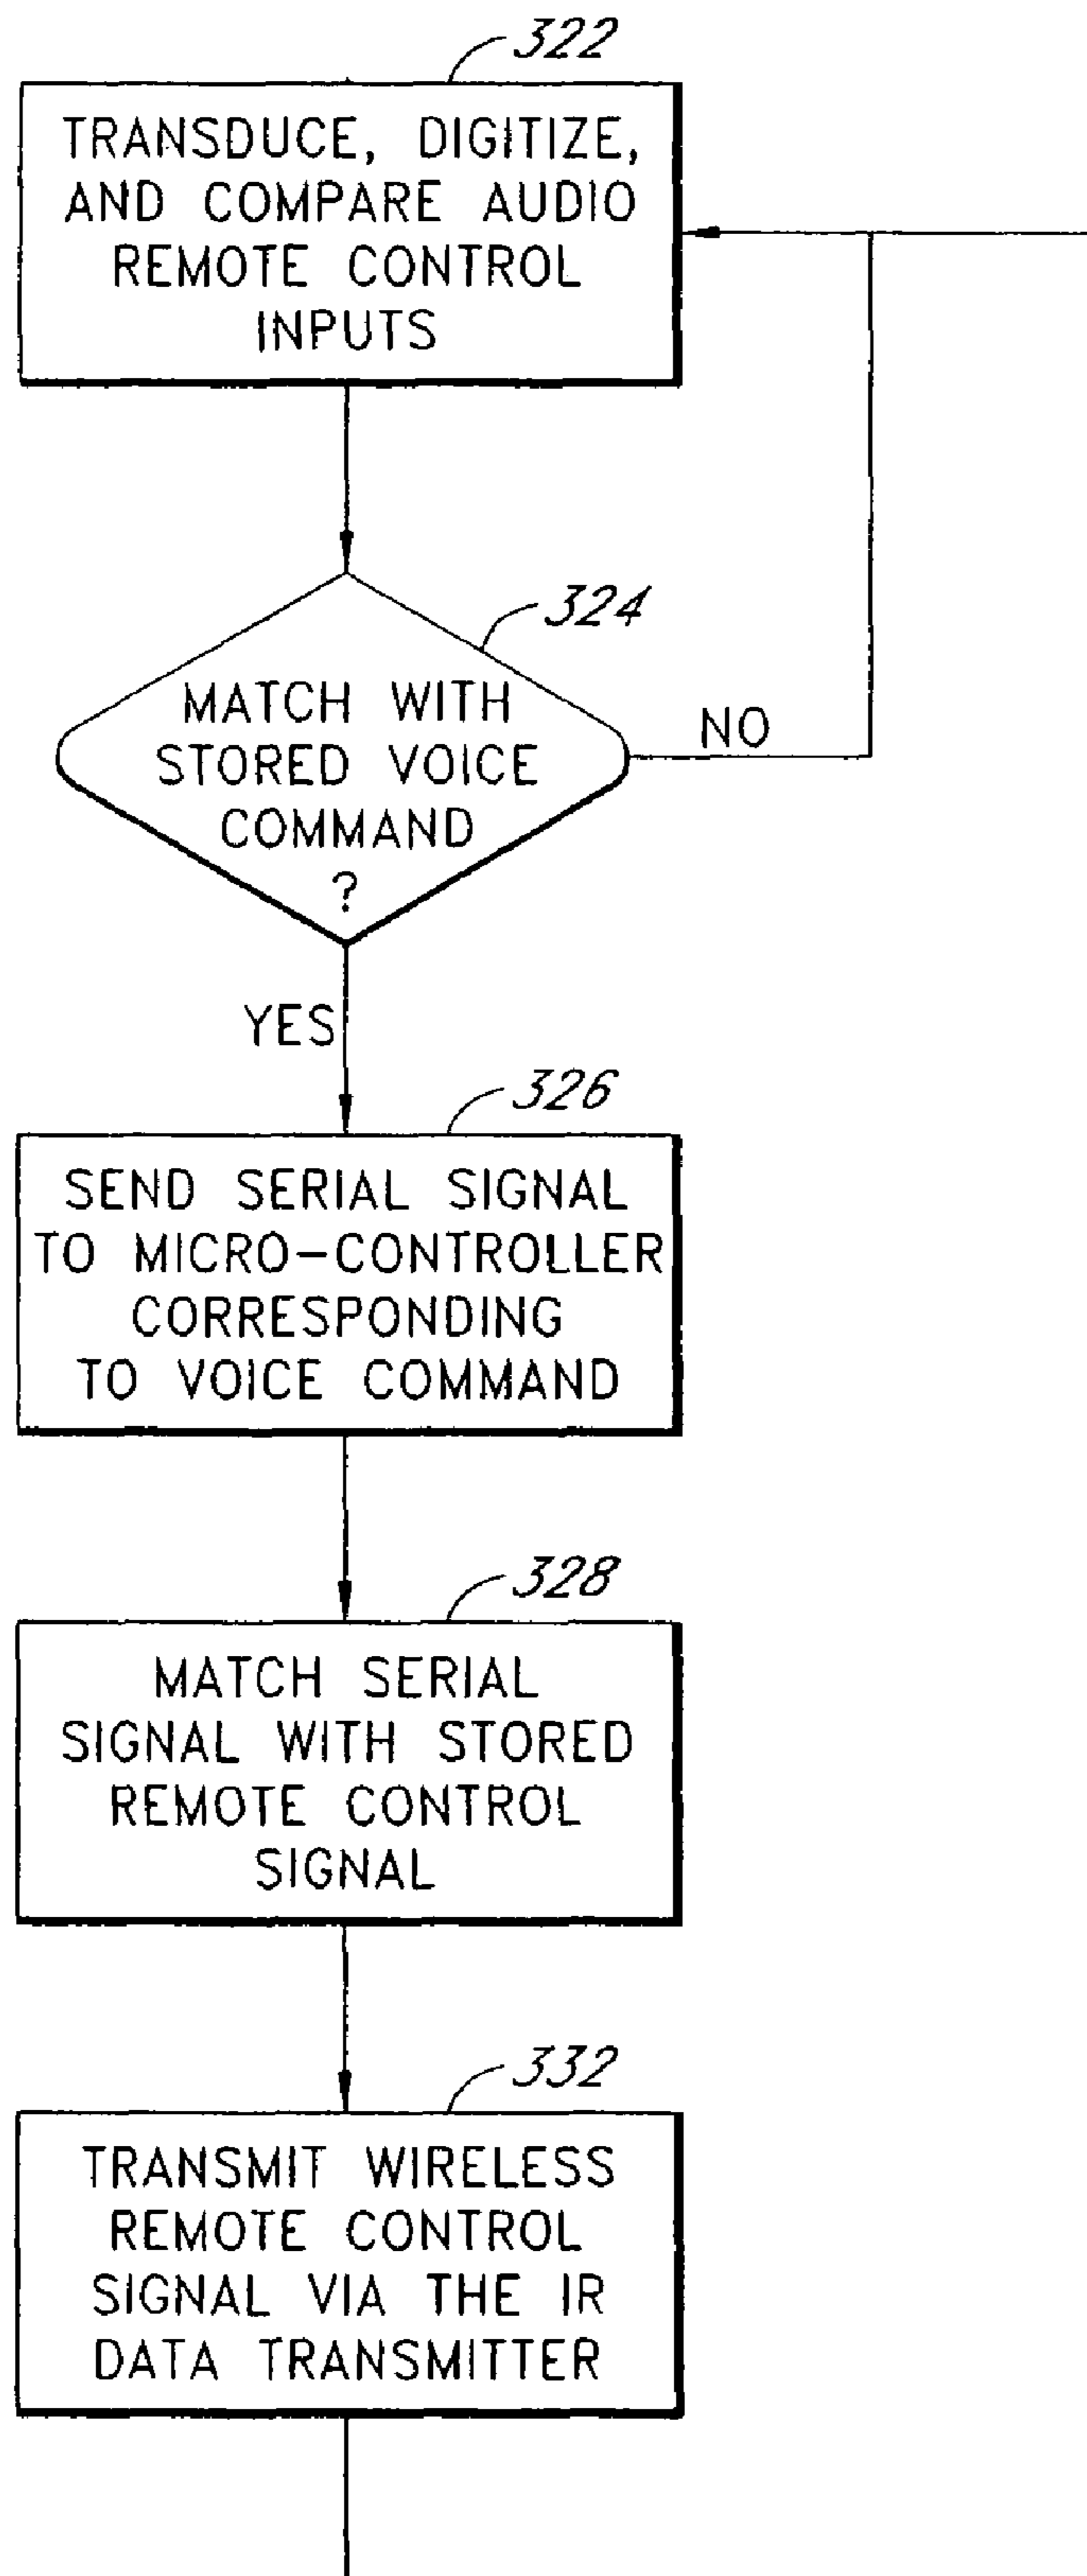 322
TRANSDUCE, DIGITIZE,
AND COMPARE AUDIO
REMOTE CONTROL
INPUTS
324
MATCH WITH
STORED VOICE
COMMAND
?
NO
YES
326
SEND SERIAL SIGNAL
TO MICRO-CONTROLLER
CORRESPONDING
TO VOICE COMMAND
328
MATCH SERIAL
SIGNAL WITH STORED
REMOTE CONTROL
SIGNAL
332
TRANSMIT WIRELESS
REMOTE CONTROL
SIGNAL VIA THE IR
DATA TRANSMITTER